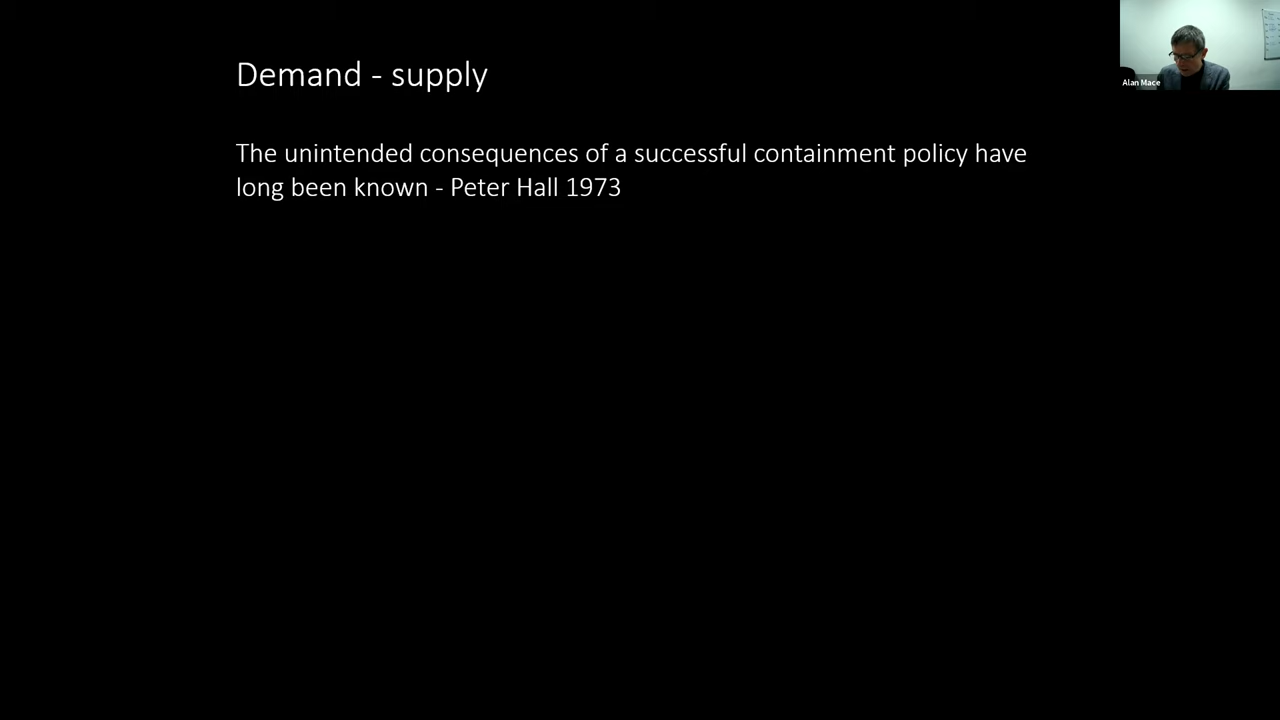 Demand - supply
Alan Mace
The unintended consequences of a successful containment policy have
long been known - Peter Hall 1973